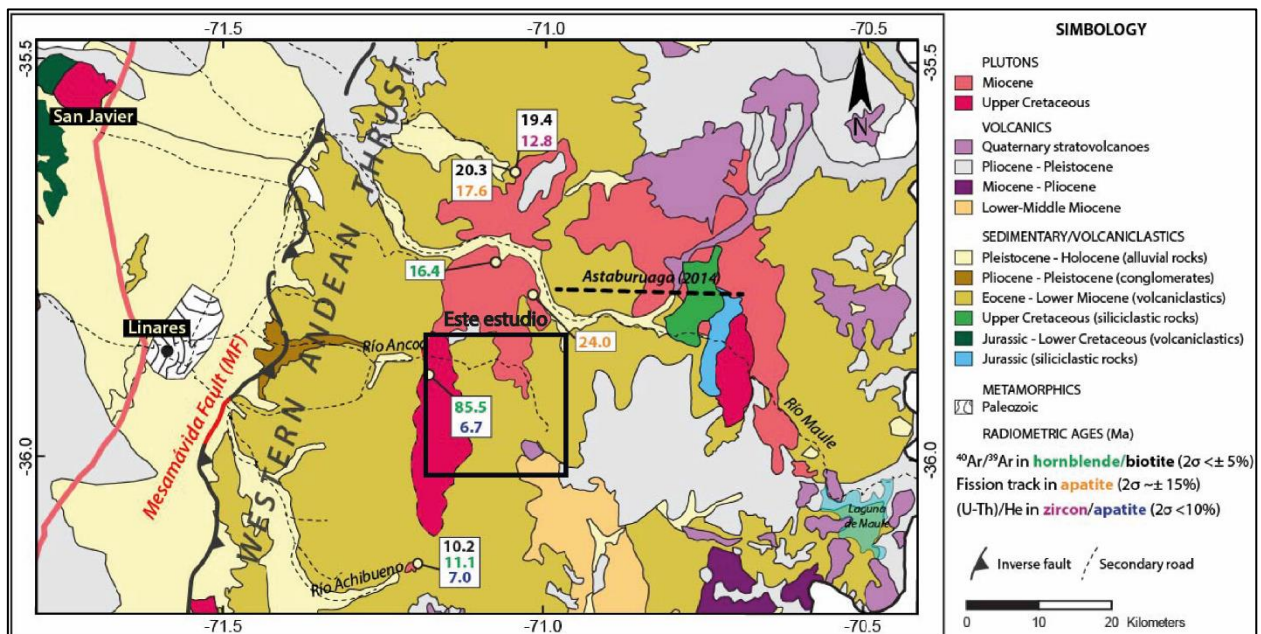 -71.5
-71.0
-70.5
-35.5
-35.5
San Javier
WESTERN ANDEAN THRUST
N
19.4
12.8
20.3
17.6
16.4
Astaburuaga (2014)
Linares
Este estudio
Río Ancoa
24.0
Mesamávida Fault (MF)
85.5
6.7
Río Maule
-36.0
-36.0
Laguna
de Maule
10.2
11.1
7.0
Río Achibueno
-71.5
-71.0
-70.5
SIMBOLOGY
PLUTONS
Miocene
Upper Cretaceous
VOLCANICS
Quaternary stratovolcanoes
Pliocene - Pleistocene
Miocene - Pliocene
Lower-Middle Miocene
SEDIMENTARY/VOLCANICLASTICS
Pleistocene - Holocene (alluvial rocks)
Pliocene - Pleistocene (conglomerates)
Eocene - Lower Miocene (volcaniclastics)
Upper Cretaceous (siliciclastic rocks)
Jurassic - Lower Cretaceous (volcaniclastics)
Jurassic (siliciclastic rocks)
METAMORPHICS
Paleozoic
RADIOMETRIC AGES (Ma)
⁴⁰Ar/³⁹Ar in hornblende/biotite (2σ <± 5%)
Fission track in apatite (2σ ~± 15%)
(U-Th)/He in zircon/apatite (2σ <10%)
Inverse fault
Secondary road
0 10 20 Kilometers